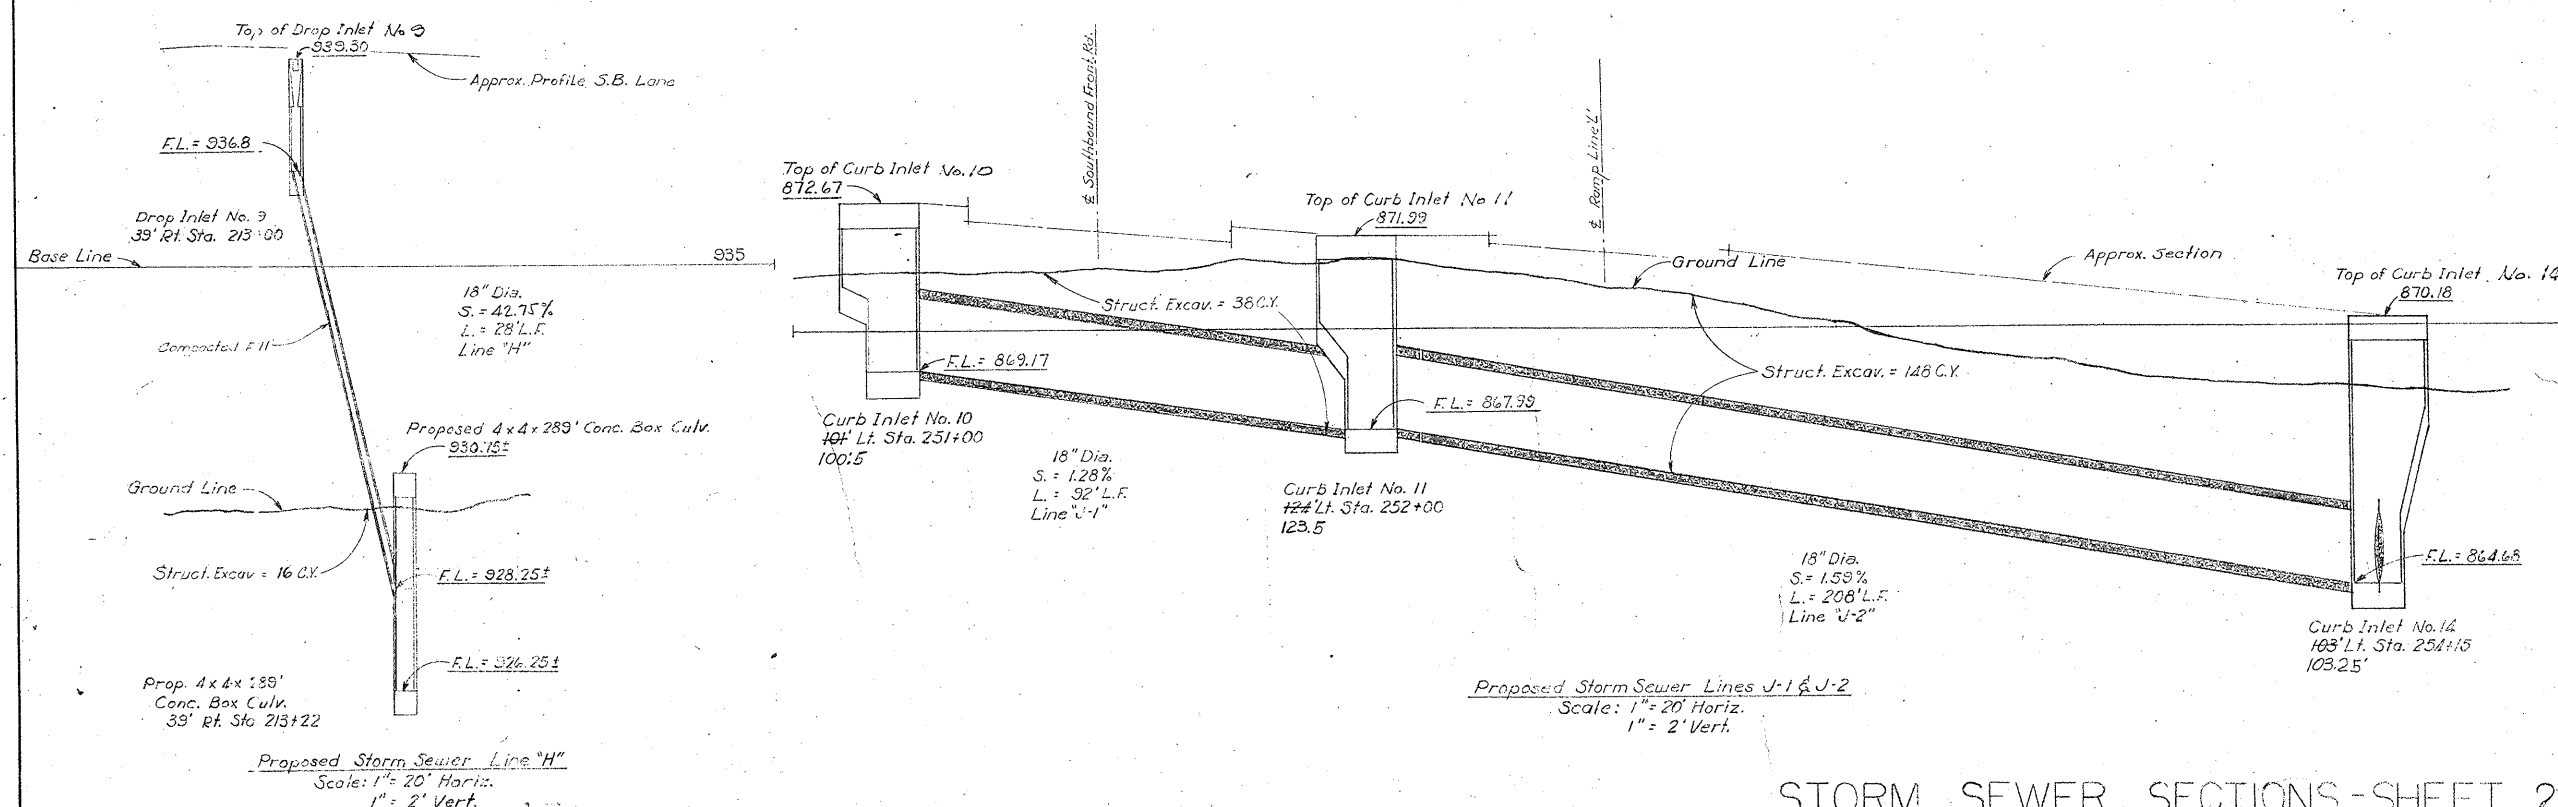 Top of Drop Inlet No 9
939.30
Approx. Profile S.B. Lane
F.L. = 936.8
Drop Inlet No. 9
39' Rt. Sta. 213+00
Base Line
935
18" Dia.
S. = 42.75%
L. = 28' L.F.
Line "H"
Compacted Fill
Proposed 4x4x289' Conc. Box Culv.
930.75±
Ground Line
Struct. Excav = 16 C.Y.
F.L. = 928.25±
F.L. = 926.25±
Prop. 4x4x289'
Conc. Box Culv.
39' Rt. Sta 213+22
Proposed Storm Sewer Line "H"
Scale: 1" = 20' Horiz.
1" = 2' Vert.
℄ Southbound Front. Rd.
℄ Ramp Line 'L'
Top of Curb Inlet No. 10
872.67
Top of Curb Inlet No 11
871.99
Ground Line
Approx. Section
Top of Curb Inlet No. 14
870.18
Struct. Excav. = 38 C.Y.
F.L. = 869.17
Struct. Excav. = 148 C.Y.
F.L. = 867.99
Curb Inlet No. 10
101' Lt. Sta. 251+00
100.5
18" Dia.
S. = 1.28%
L. = 92' L.F.
Line "J-1"
Curb Inlet No. 11
124' Lt. Sta. 252+00
123.5
18" Dia.
S. = 1.59%
L. = 208' L.F.
Line "J-2"
F.L. = 864.68
Curb Inlet No. 14
103' Lt. Sta. 254+15
103.25'
Proposed Storm Sewer Lines J-1 & J-2
Scale: 1" = 20' Horiz.
1" = 2' Vert.
STORM SEWER SECTIONS - SHEET 2